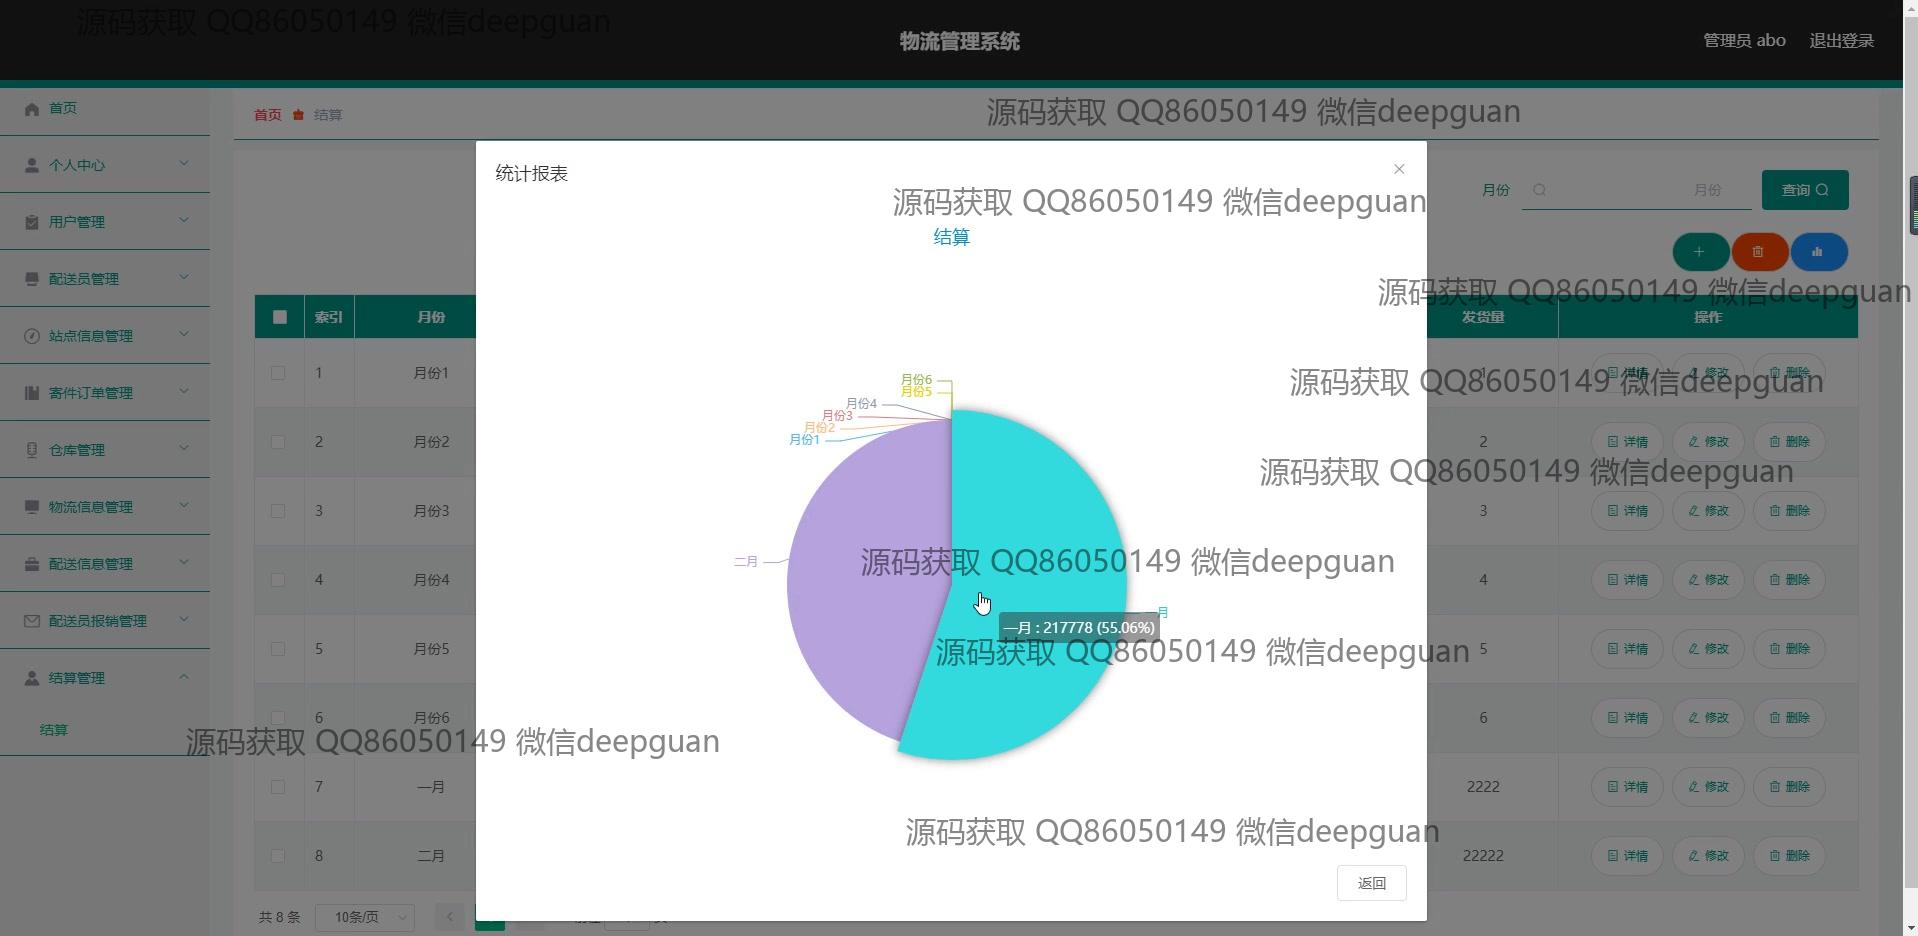 源码获取 QQ86050149 微信deepguan
物流管理系统
管理员 abo
退出登录
首页
个人中心
用户管理
配送员管理
站点信息管理
寄件订单管理
仓库管理
物流信息管理
配送信息管理
配送员报销管理
结算管理
结算
首页 结算
源码获取 QQ86050149 微信deepguan
月份
月份
查询
统计报表
源码获取 QQ86050149 微信deepguan
结算
源码获取 QQ86050149 微信deepguan
索引 月份 发货量 操作
1 月份1 1 详情 修改 删除
源码获取 QQ86050149 微信deepguan
2 月份2 2 详情 修改 删除
源码获取 QQ86050149 微信deepguan
3 月份3 3 详情 修改 删除
4 月份4 4 详情 修改 删除
5 月份5 5 详情 修改 删除
6 月份6 6 详情 修改 删除
7 一月 2222 详情 修改 删除
8 二月 22222 详情 修改 删除
月份6
月份5
月份4
月份3
月份2
月份1
二月
源码获取 QQ86050149 微信deepguan
一月 : 217778 (55.06%)
源码获取 QQ86050149 微信deepguan
源码获取 QQ86050149 微信deepguan
源码获取 QQ86050149 微信deepguan
返回
共 8 条
10条/页